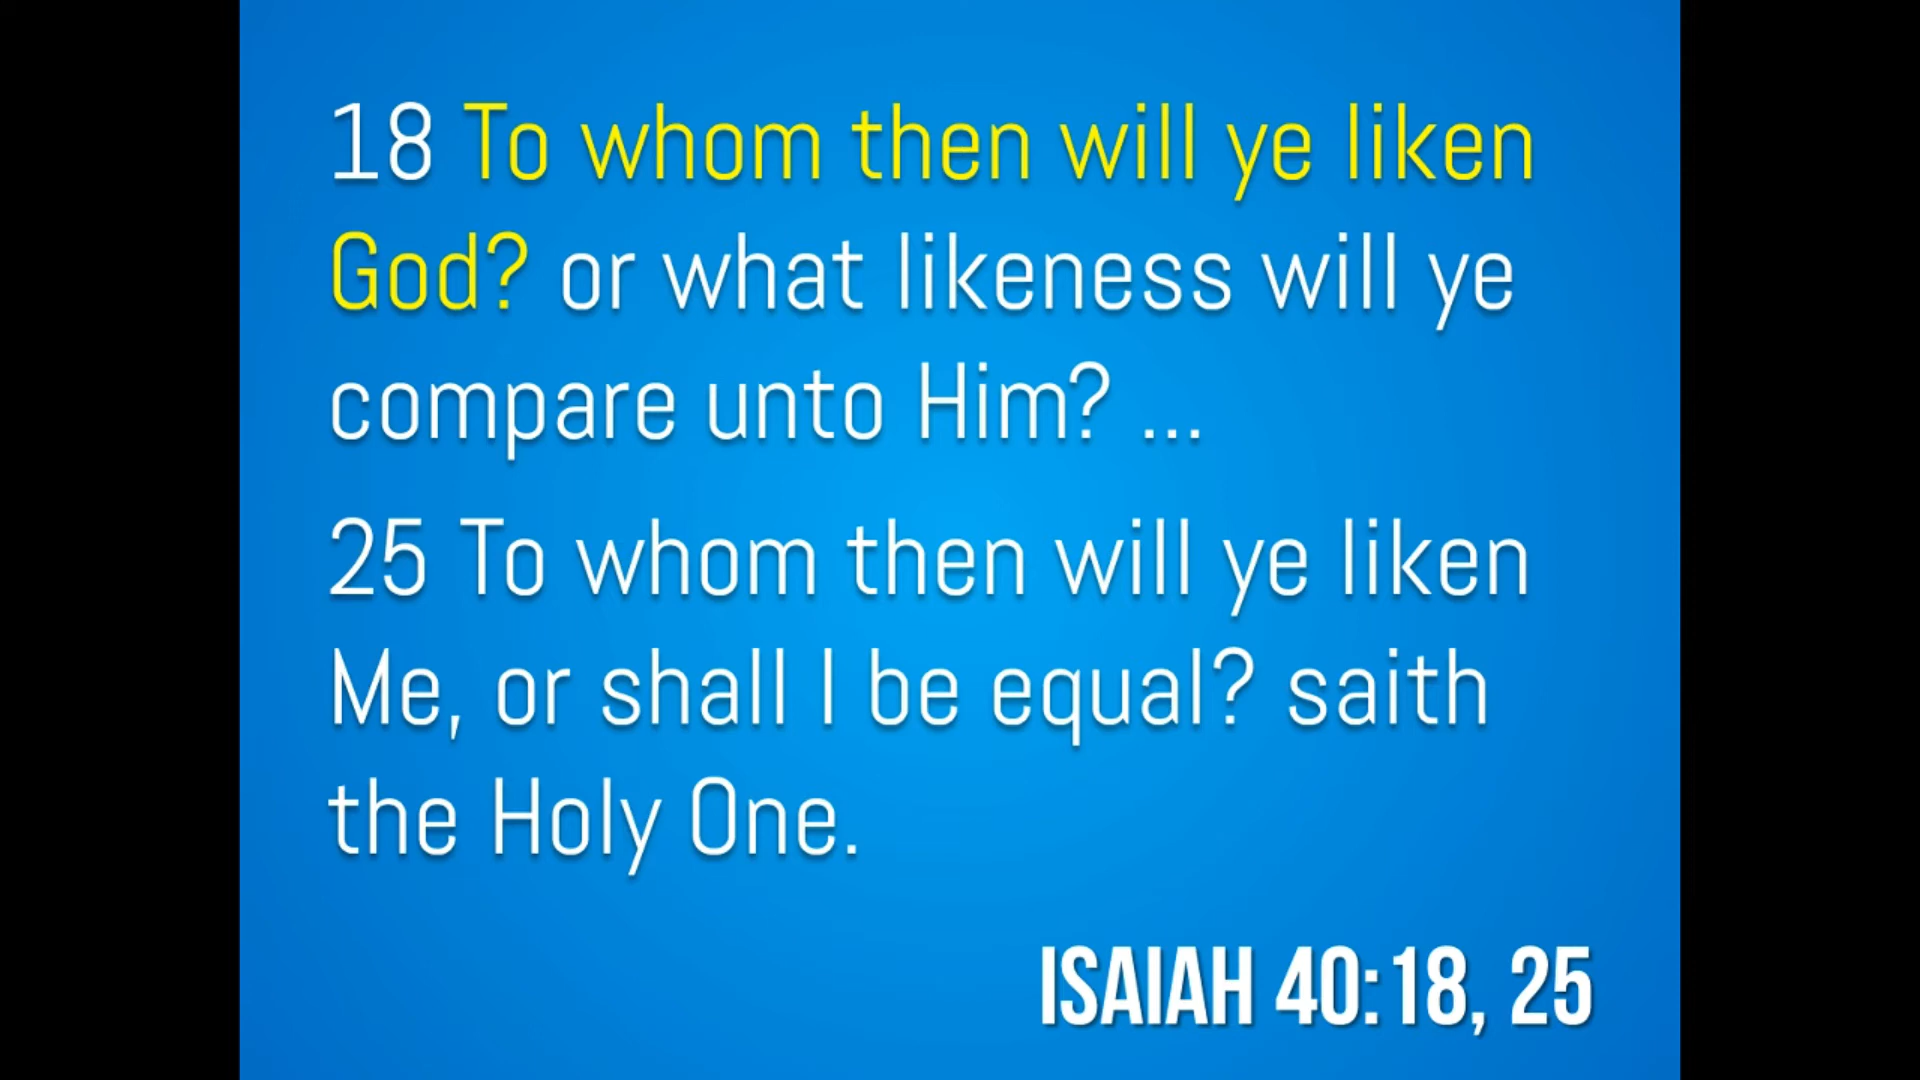 18 To whom then will ye liken
God? or what likeness will ye
compare unto Him? ...
25 To whom then will ye liken
Me, or shall I be equal? saith
the Holy One.
ISAIAH 40:18, 25